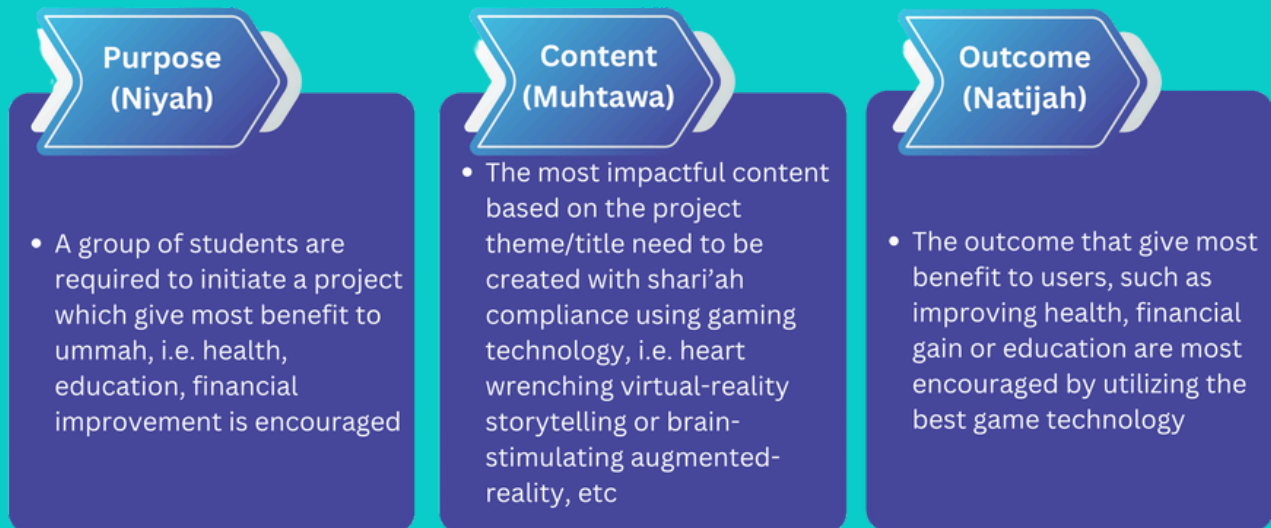 Purpose
(Niyah)
• A group of students are
required to initiate a project
which give most benefit to
ummah, i.e. health,
education, financial
improvement is encouraged
Content
(Muhtawa)
• The most impactful content
based on the project
theme/title need to be
created with shari’ah
compliance using gaming
technology, i.e. heart
wrenching virtual-reality
storytelling or brain-
stimulating augmented-
reality, etc
Outcome
(Natijah)
• The outcome that give most
benefit to users, such as
improving health, financial
gain or education are most
encouraged by utilizing the
best game technology